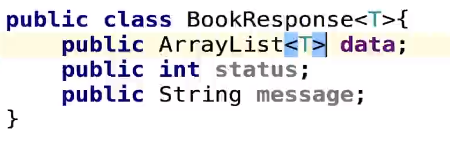 public class BookResponse<T>{
    public ArrayList<T> data;
    public int status;
    public String message;
}